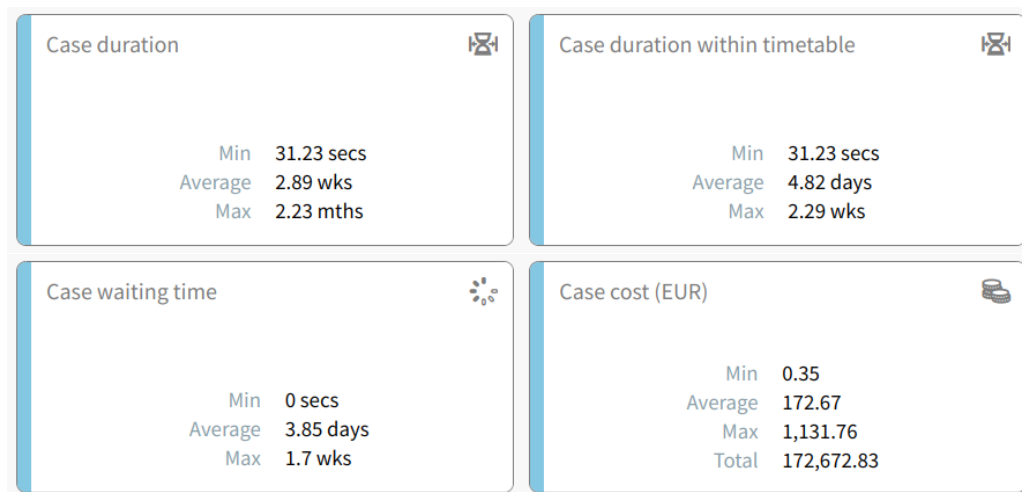 Case duration
Min 31.23 secs
Average 2.89 wks
Max 2.23 mths
Case duration within timetable
Min 31.23 secs
Average 4.82 days
Max 2.29 wks
Case waiting time
Min 0 secs
Average 3.85 days
Max 1.7 wks
Case cost (EUR)
Min 0.35
Average 172.67
Max 1,131.76
Total 172,672.83